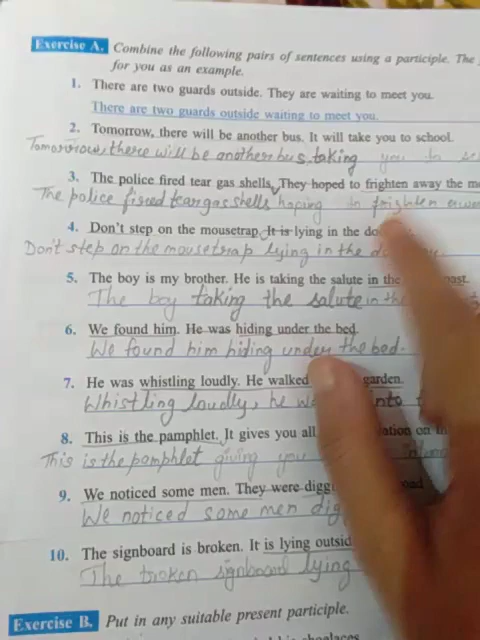 Exercise A. Combine the following pairs of sentences using a participle. The
for you as an example.
1. There are two guards outside. They are waiting to meet you.
There are two guards outside waiting to meet you.
2. Tomorrow, there will be another bus. It will take you to school.
Tomorrow, there will be another bus, taking you to
3. The police fired tear gas shells. They hoped to frighten away the
The police fired tear gas shells hoping to frighten
4. Don't step on the mousetrap. It is lying in the
Don't step on the mousetrap lying in the
5. The boy is my brother. He is taking the salute in the
The boy taking the salute in the
6. We found him. He was hiding under the bed.
We found him hiding under the bed.
7. He was whistling loudly. He walked garden.
Whistling loudly, he into
8. This is the pamphlet. It gives you all on
This is the pamphlet giving you
9. We noticed some men. They were
We noticed some men
10. The signboard is broken. It is lying
The broken signboard lying
Exercise B. Put in any suitable present participle.